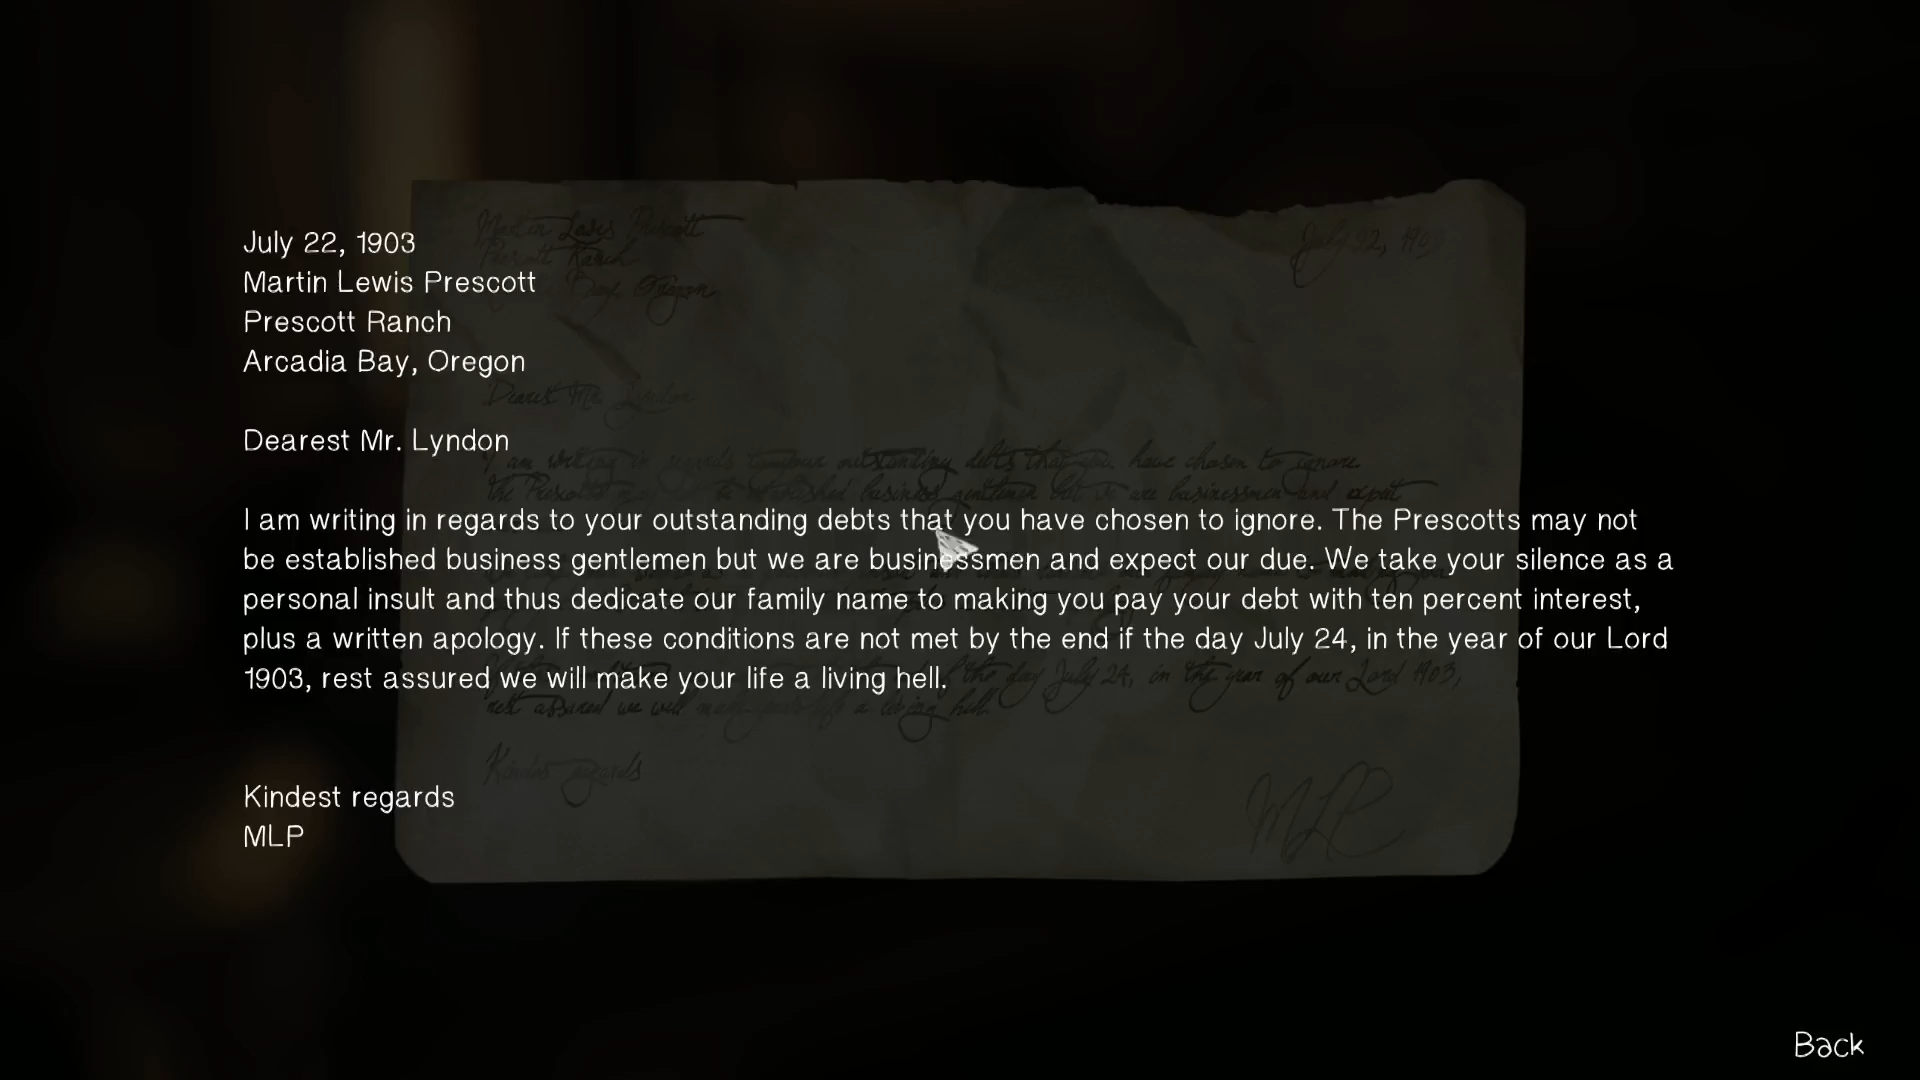 July 22, 1903
Martin Lewis Prescott
Prescott Ranch
Arcadia Bay, Oregon
Dearest Mr. Lyndon
I am writing in regards to your outstanding debts that you have chosen to ignore. The Prescotts may not
be established business gentlemen but we are businessmen and expect our due. We take your silence as a
personal insult and thus dedicate our family name to making you pay your debt with ten percent interest,
plus a written apology. If these conditions are not met by the end if the day July 24, in the year of our Lord
1903, rest assured we will make your life a living hell.
Kindest regards
MLP
Back